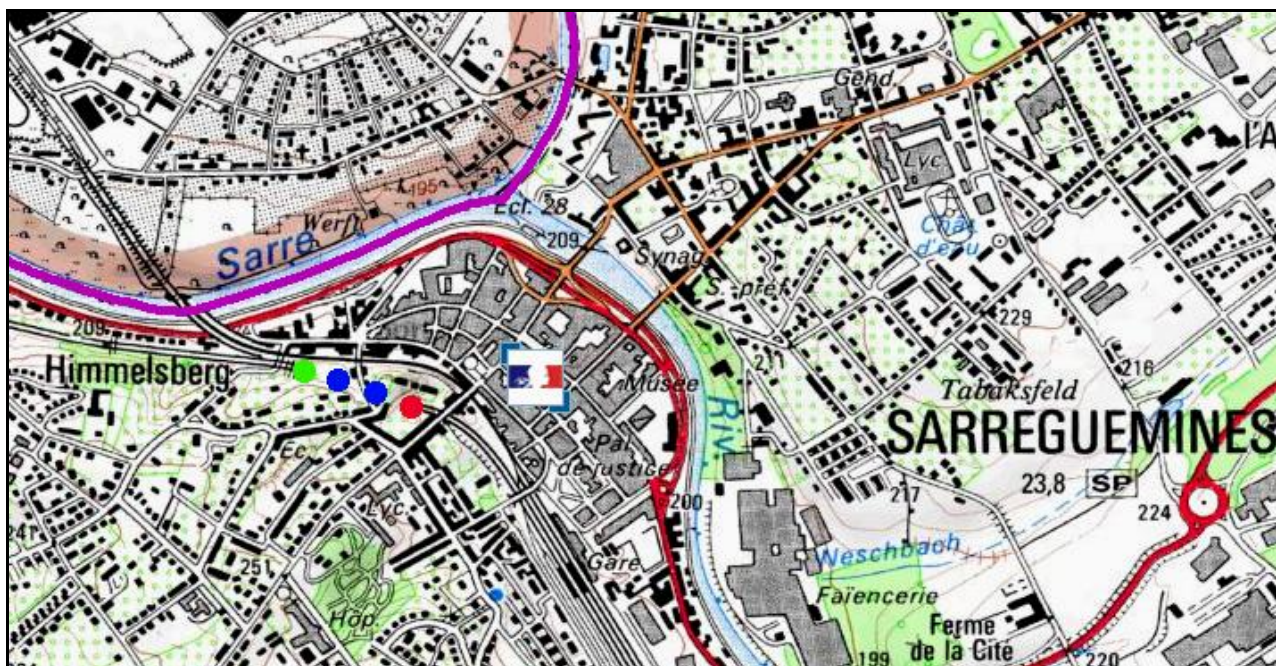 Gend
l'A
195
Lyc
Ecl. 28
Werft
209
Sarre
Synag.
Chât.
d'eau
S.-préf.
229
209
211
216
Himmelsberg
Musée
Tabaksfeld
Riv.
SARREGUEMINES
Pal.
de justice
Ec.
23,8 SP
217
224
200
Lyc.
241
Weschbach
251
Gare
Faïencerie
Hôp.
Ferme
de la Cité
199
220